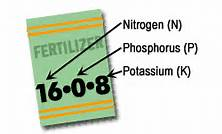 Nitrogen (N)
FERTILIZER
Phosphorus (P)
Potassium (K)
16•0•8